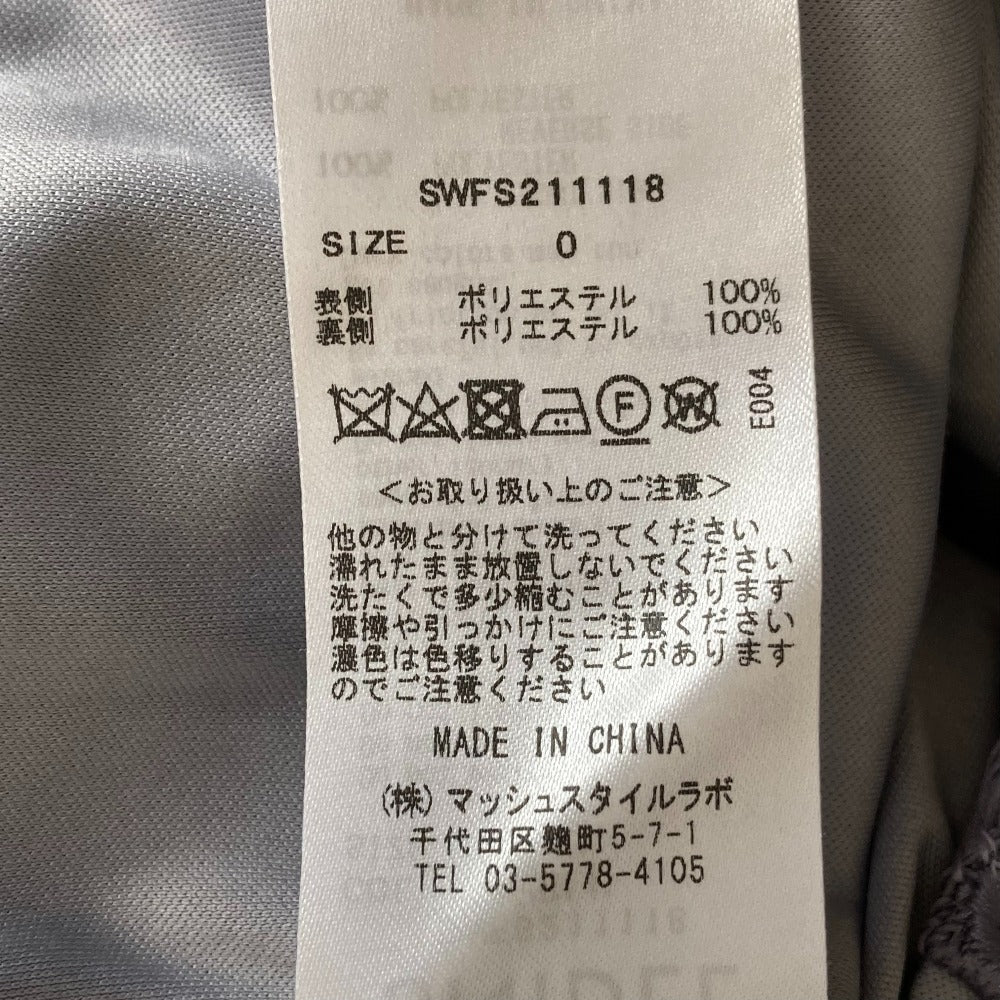 SWFS211118
SIZE 0
表側 ポリエステル 100%
裏側 ポリエステル 100%
F W E004
<お取り扱い上のご注意>
他の物と分けて洗ってください
濡れたまま放置しないでください
洗たくで多少縮むことがあります
摩擦や引っかけにご注意ください
濃色は色移りすることがあります
のでご注意ください
MADE IN CHINA
(株)マッシュスタイルラボ
千代田区麹町5-7-1
TEL 03-5778-4105